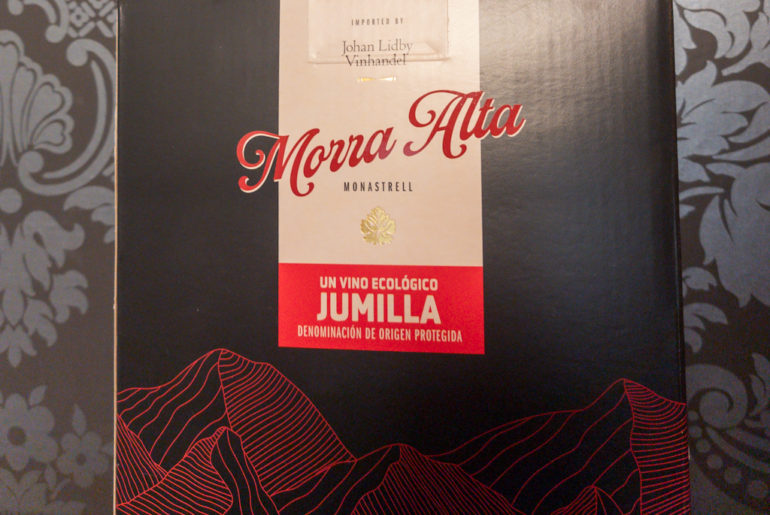 IMPORTED BY
Johan Lidby
Vinhandel
Morra Alta
MONASTRELL
UN VINO ECOLÓGICO
JUMILLA
DENOMINACIÓN DE ORIGEN PROTEGIDA